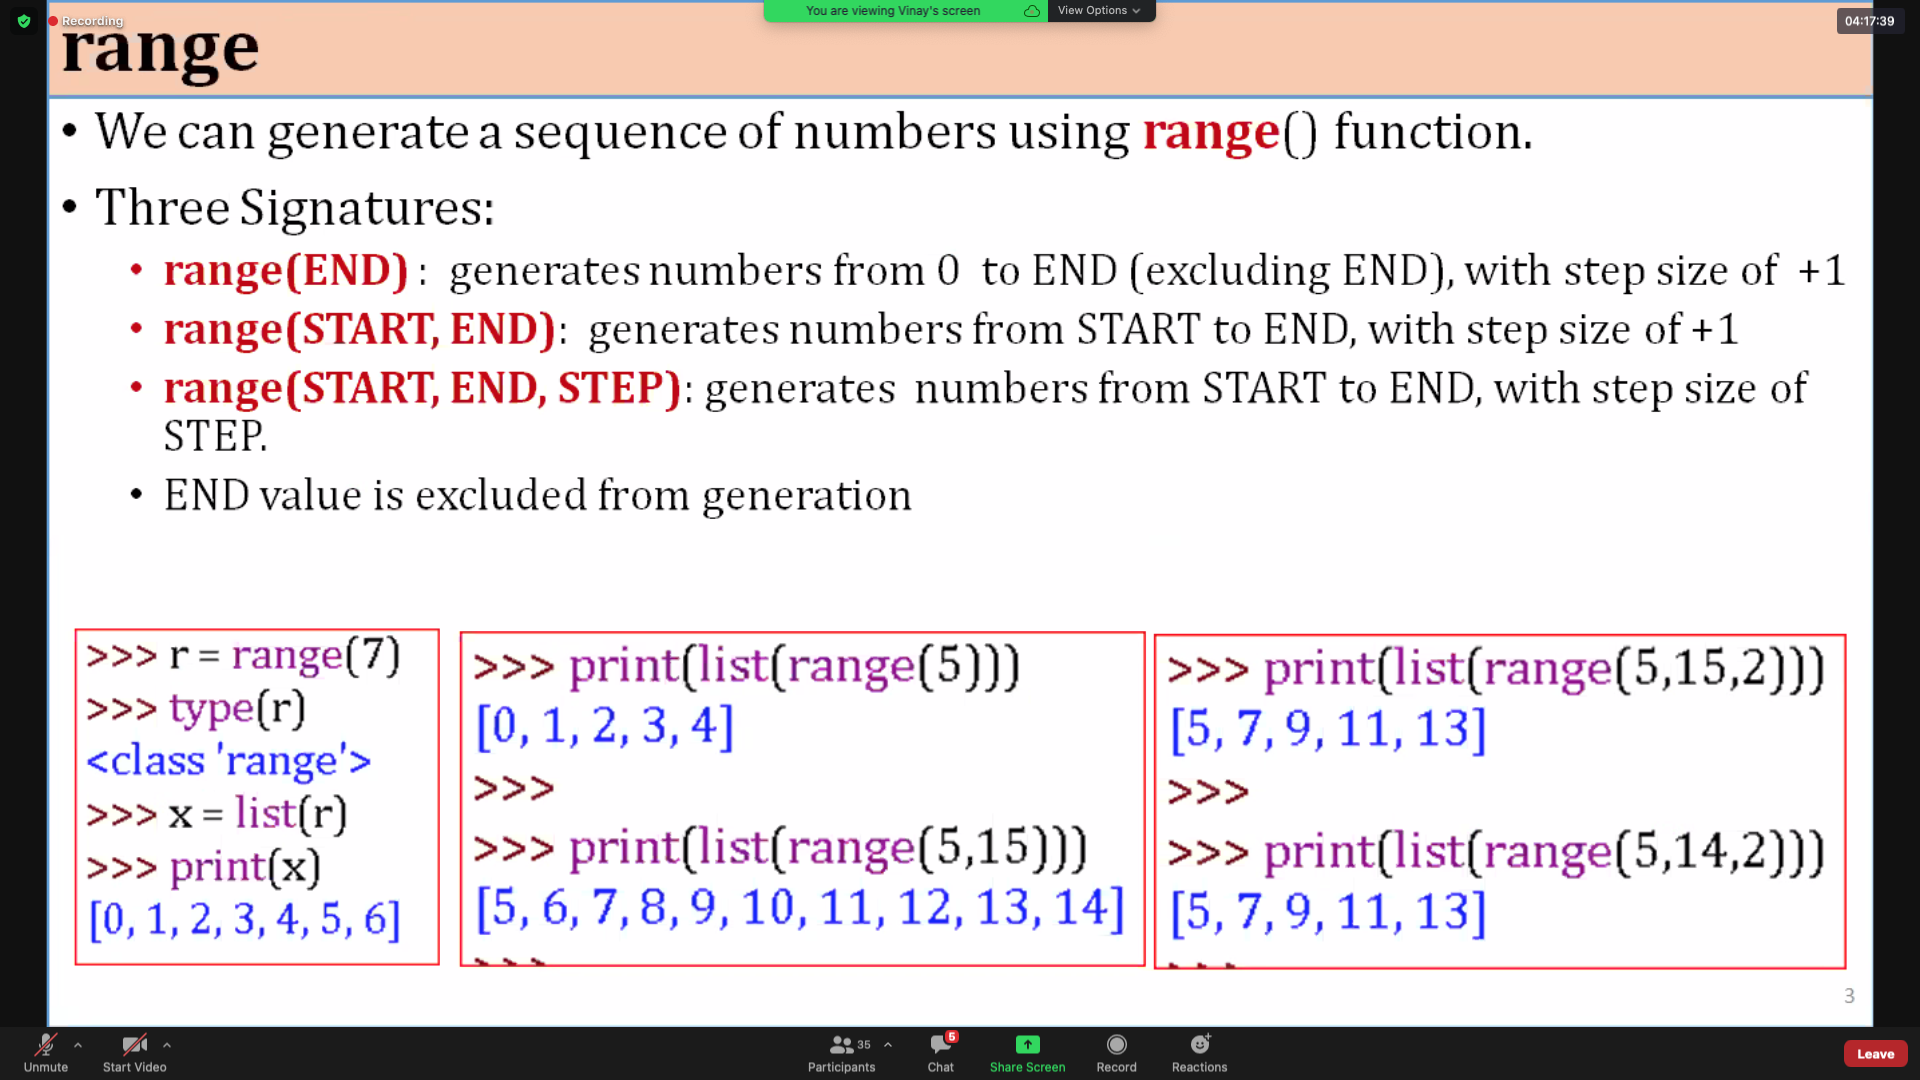 Recording
You are viewing Vinay's screen
View Options
04:17:39
range
• We can generate a sequence of numbers using range() function.
• Three Signatures:
• range(END) : generates numbers from 0 to END (excluding END), with step size of +1
• range(START, END): generates numbers from START to END, with step size of +1
• range(START, END, STEP): generates numbers from START to END, with step size of
STEP.
• END value is excluded from generation
>>> r = range(7)
>>> type(r)
<class 'range'>
>>> x = list(r)
>>> print(x)
[0, 1, 2, 3, 4, 5, 6]
>>> print(list(range(5)))
[0, 1, 2, 3, 4]
>>>
>>> print(list(range(5,15)))
[5, 6, 7, 8, 9, 10, 11, 12, 13, 14]
>>> print(list(range(5,15,2)))
[5, 7, 9, 11, 13]
>>>
>>> print(list(range(5,14,2)))
[5, 7, 9, 11, 13]
3
Unmute
Start Video
35
Participants
5
Chat
Share Screen
Record
Reactions
Leave